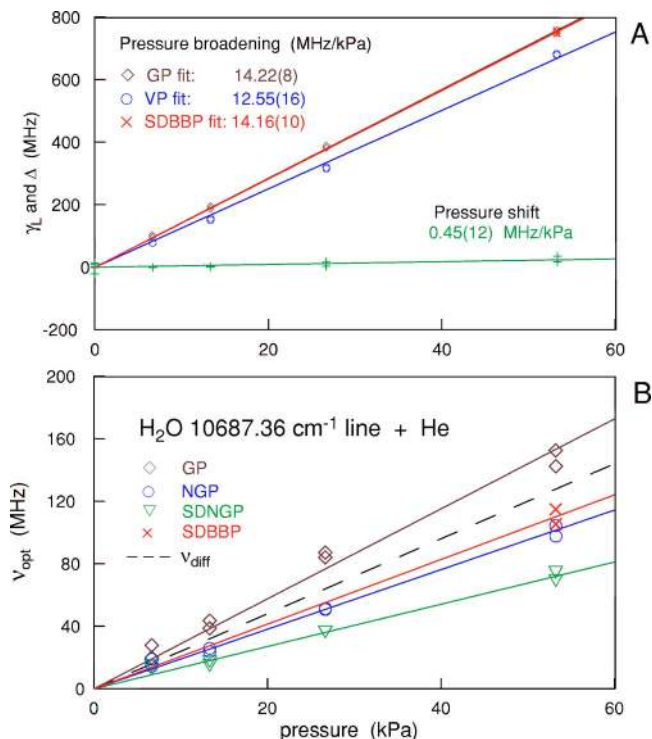 800
600
400
200
0
-200
γL and Δ (MHz)
A
Pressure broadening (MHz/kPa)
GP fit: 14.22(8)
VP fit: 12.55(16)
SDBBP fit: 14.16(10)
Pressure shift
0.45(12) MHz/kPa
0 20 40 60
200
160
120
80
40
0
νopt (MHz)
B
H2O 10687.36 cm-1 line + He
GP
NGP
SDNGP
SDBBP
νdiff
0 20 40 60
pressure (kPa)